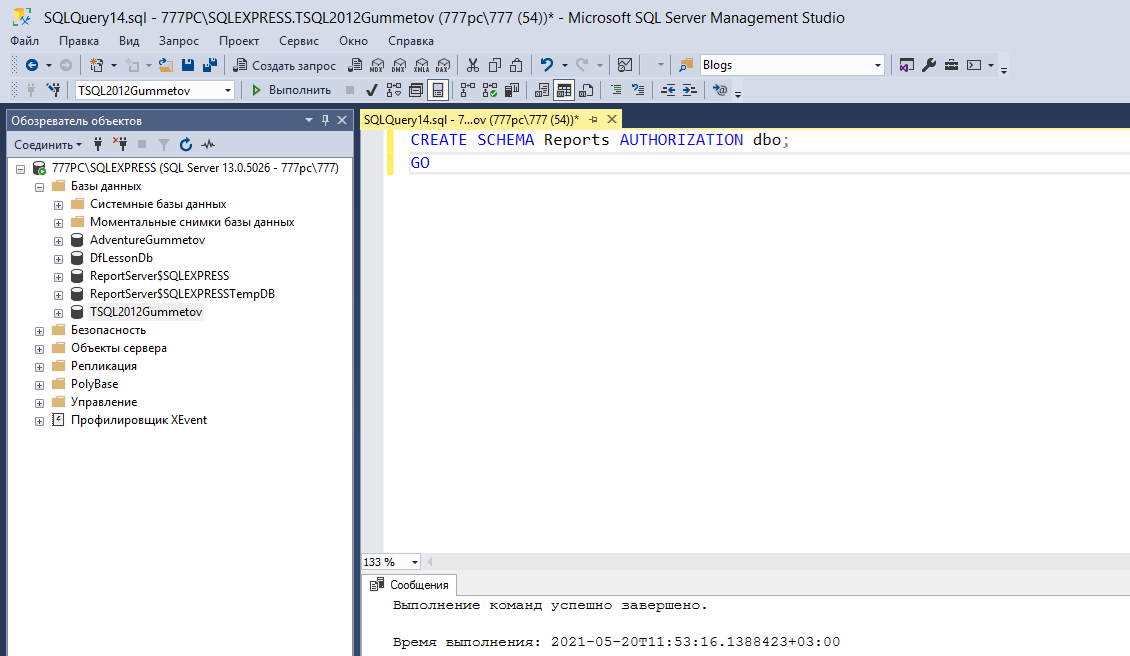 SQLQuery14.sql - 777PC\SQLEXPRESS.TSQL2012Gummetov (777pc\777 (54))* - Microsoft SQL Server Management Studio
Файл Правка Вид Запрос Проект Сервис Окно Справка
Создать запрос MDX DMX XMLA DAX Blogs
TSQL2012Gummetov Выполнить
Обозреватель объектов
SQLQuery14.sql - 7...ov (777pc\777 (54))*
Соединить
777PC\SQLEXPRESS (SQL Server 13.0.5026 - 777pc\777)
Базы данных
Системные базы данных
Моментальные снимки базы данных
AdventureGummetov
DfLessonDb
ReportServer$SQLEXPRESS
ReportServer$SQLEXPRESSTempDB
TSQL2012Gummetov
Безопасность
Объекты сервера
Репликация
PolyBase
Управление
Профилировщик XEvent
CREATE SCHEMA Reports AUTHORIZATION dbo;
GO
133 %
Сообщения
Выполнение команд успешно завершено.
Время выполнения: 2021-05-20T11:53:16.1388423+03:00